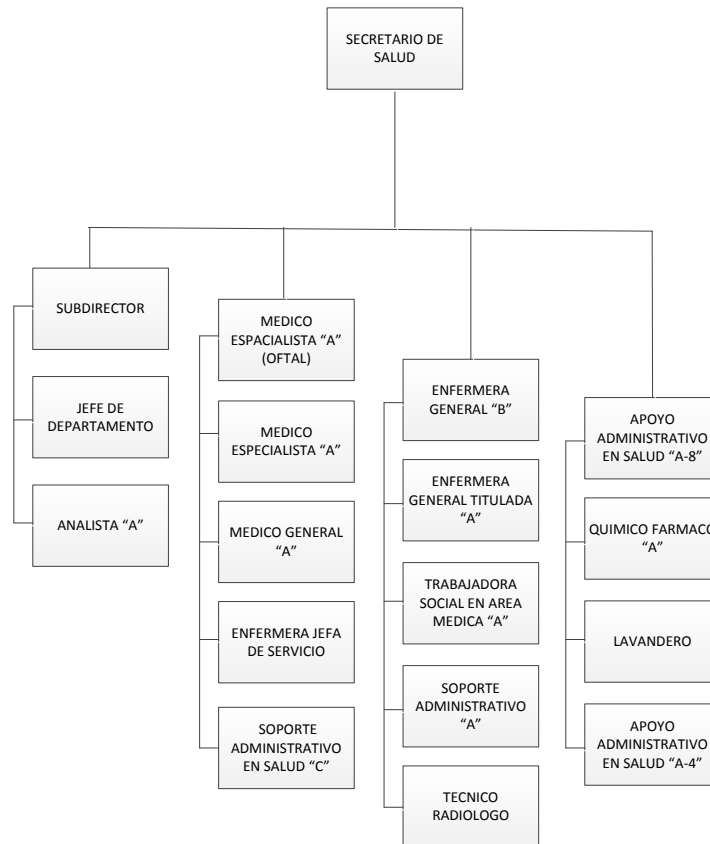 SECRETARIO DE
SALUD
SUBDIRECTOR
JEFE DE
DEPARTAMENTO
ANALISTA “A”
MEDICO
ESPACIALISTA “A”
(OFTAL)
MEDICO
ESPECIALISTA “A”
MEDICO GENERAL
“A”
ENFERMERA JEFA
DE SERVICIO
SOPORTE
ADMINISTRATIVO
EN SALUD “C”
ENFERMERA
GENERAL “B”
ENFERMERA
GENERAL TITULADA
“A”
TRABAJADORA
SOCIAL EN AREA
MEDICA “A”
SOPORTE
ADMINISTRATIVO
“A”
TECNICO
RADIOLOGO
APOYO
ADMINISTRATIVO
EN SALUD “A-8”
QUIMICO FARMACO
“A”
LAVANDERO
APOYO
ADMINISTRATIVO
EN SALUD “A-4”